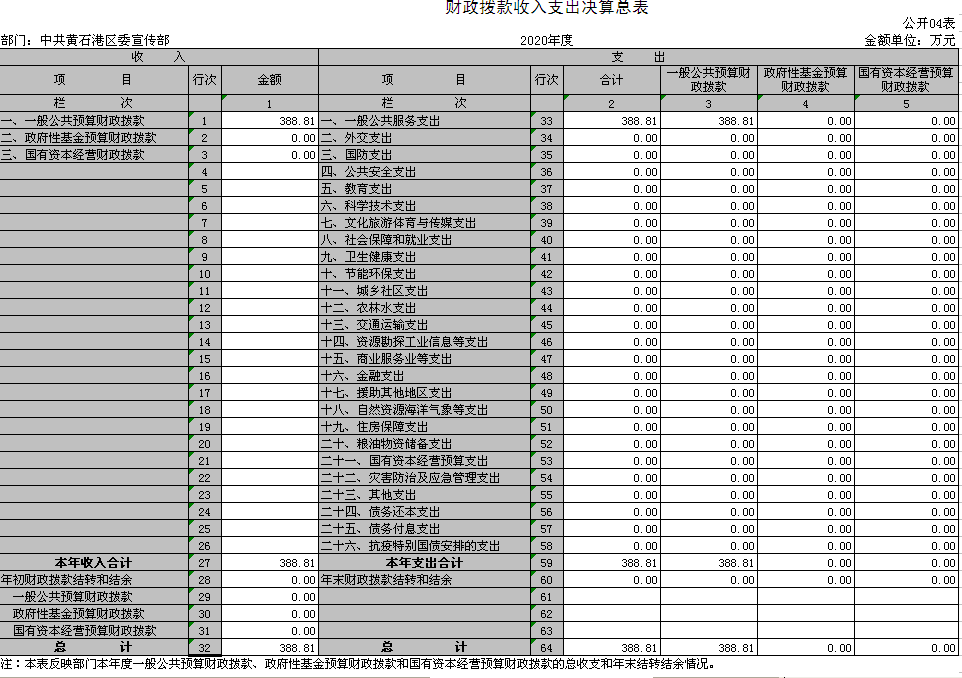 财政拨款收入支出决算总表
公开04表
部门：中共黄石港区委宣传部 2020年度 金额单位：万元
收 入 支 出
项 目 行次 金额 项 目 行次 合计 一般公共预算财政拨款 政府性基金预算财政拨款 国有资本经营预算财政拨款
栏 次 1 栏 次 2 3 4 5
一、一般公共预算财政拨款 1 388.81 一、一般公共服务支出 33 388.81 388.81 0.00 0.00
二、政府性基金预算财政拨款 2 0.00 二、外交支出 34 0.00 0.00 0.00 0.00
三、国有资本经营财政拨款 3 0.00 三、国防支出 35 0.00 0.00 0.00 0.00
4 四、公共安全支出 36 0.00 0.00 0.00 0.00
5 五、教育支出 37 0.00 0.00 0.00 0.00
6 六、科学技术支出 38 0.00 0.00 0.00 0.00
7 七、文化旅游体育与传媒支出 39 0.00 0.00 0.00 0.00
8 八、社会保障和就业支出 40 0.00 0.00 0.00 0.00
9 九、卫生健康支出 41 0.00 0.00 0.00 0.00
10 十、节能环保支出 42 0.00 0.00 0.00 0.00
11 十一、城乡社区支出 43 0.00 0.00 0.00 0.00
12 十二、农林水支出 44 0.00 0.00 0.00 0.00
13 十三、交通运输支出 45 0.00 0.00 0.00 0.00
14 十四、资源勘探工业信息等支出 46 0.00 0.00 0.00 0.00
15 十五、商业服务业等支出 47 0.00 0.00 0.00 0.00
16 十六、金融支出 48 0.00 0.00 0.00 0.00
17 十七、援助其他地区支出 49 0.00 0.00 0.00 0.00
18 十八、自然资源海洋气象等支出 50 0.00 0.00 0.00 0.00
19 十九、住房保障支出 51 0.00 0.00 0.00 0.00
20 二十、粮油物资储备支出 52 0.00 0.00 0.00 0.00
21 二十一、国有资本经营预算支出 53 0.00 0.00 0.00 0.00
22 二十二、灾害防治及应急管理支出 54 0.00 0.00 0.00 0.00
23 二十三、其他支出 55 0.00 0.00 0.00 0.00
24 二十四、债务还本支出 56 0.00 0.00 0.00 0.00
25 二十五、债务付息支出 57 0.00 0.00 0.00 0.00
26 二十六、抗疫特别国债安排的支出 58 0.00 0.00 0.00 0.00
本年收入合计 27 388.81 本年支出合计 59 388.81 388.81 0.00 0.00
年初财政拨款结转和结余 28 0.00 年末财政拨款结转和结余 60 0.00 0.00 0.00 0.00
一般公共预算财政拨款 29 0.00 61
政府性基金预算财政拨款 30 0.00 62
国有资本经营预算财政拨款 31 0.00 63
总 计 32 388.81 总 计 64 388.81 388.81 0.00 0.00
注：本表反映部门本年度一般公共预算财政拨款、政府性基金预算财政拨款和国有资本经营预算财政拨款的总收支和年末结转结余情况。